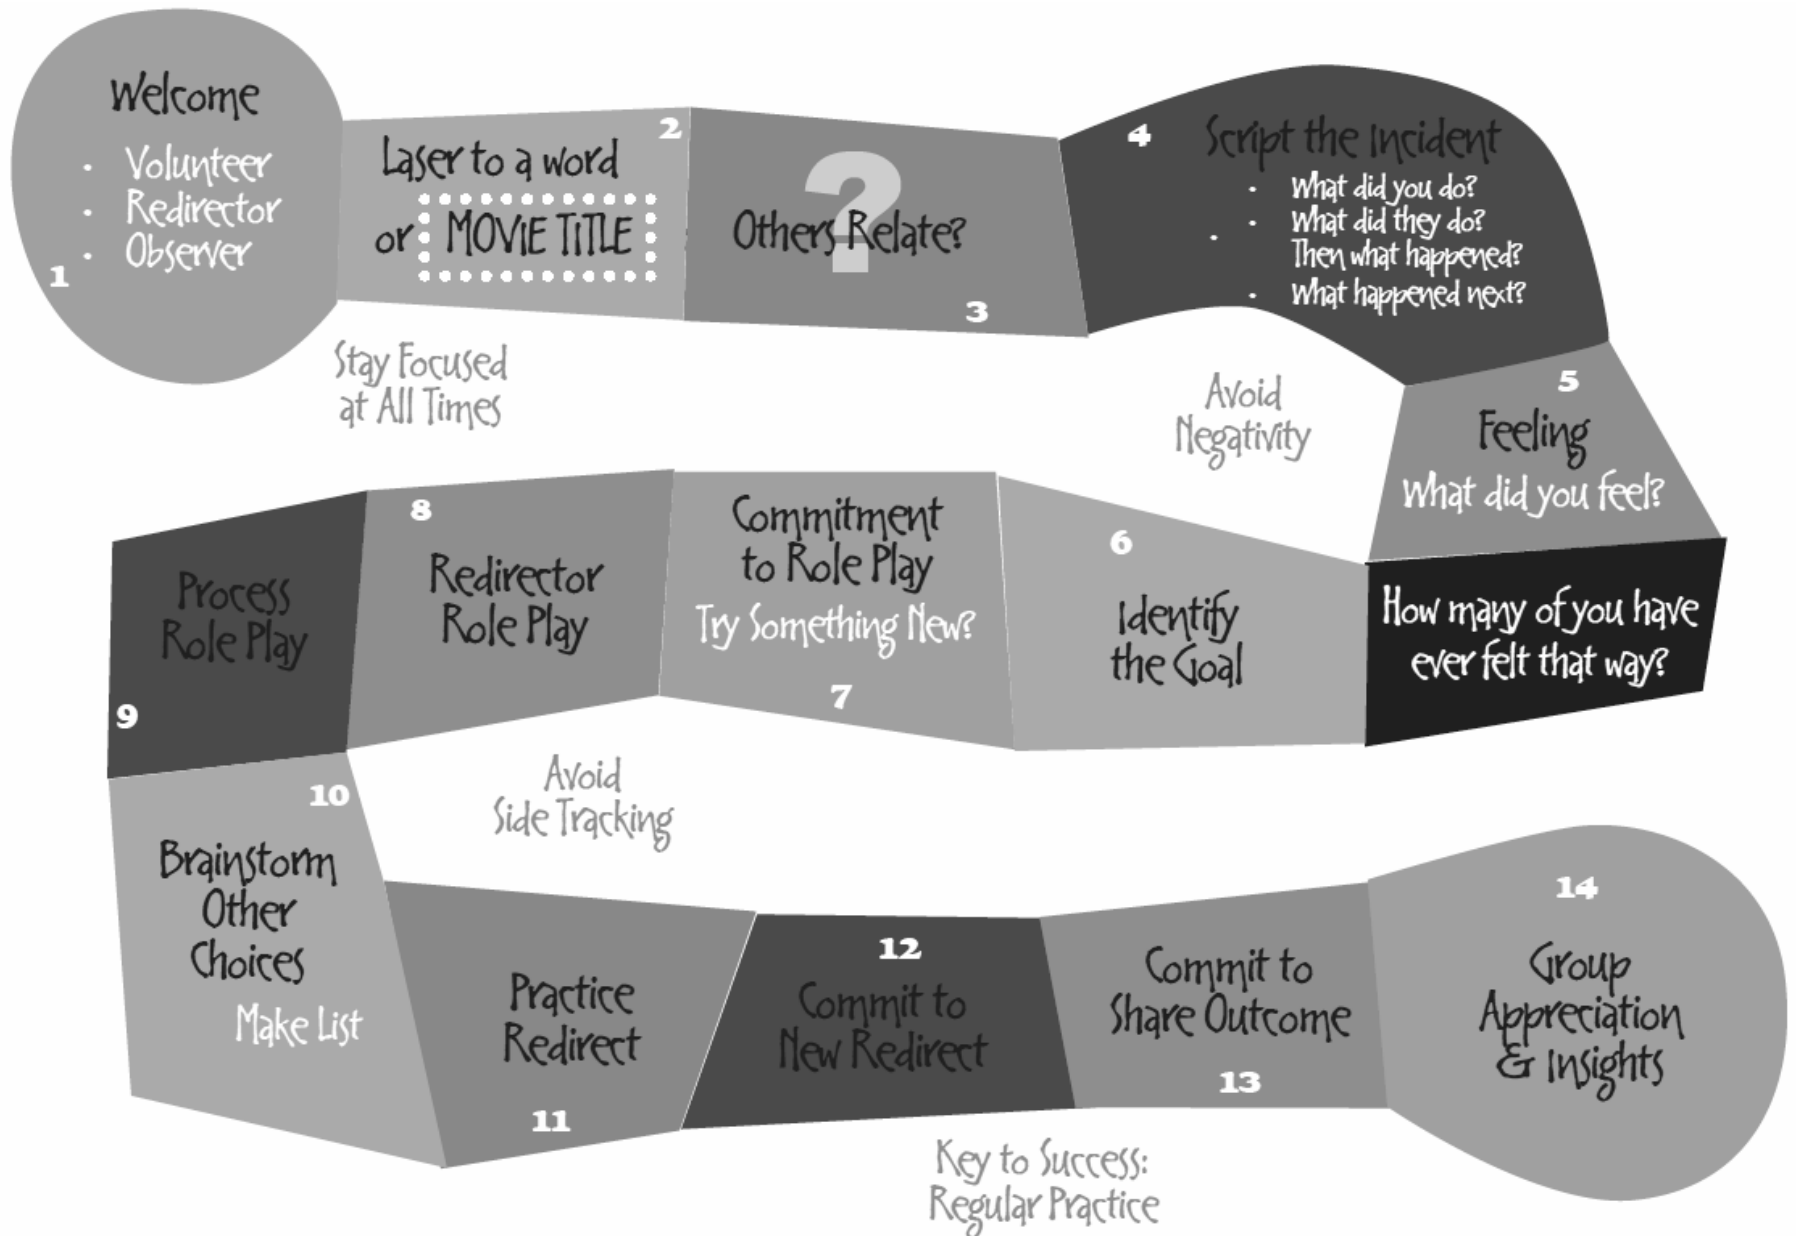 Welcome
· Volunteer
· Redirector
· Observer
1
2
Laser to a word
or MOVIE TITLE
?
Others Relate?
3
4
Script the Incident
· What did you do?
· What did they do?
· Then what happened?
· What happened next?
Stay Focused
at All Times
Avoid
Negativity
5
Feeling
What did you feel?
How many of you have
ever felt that way?
6
Identify
the Goal
Commitment
to Role Play
Try Something New?
7
8
Redirector
Role Play
Process
Role Play
9
Avoid
Side Tracking
10
Brainstorm
Other
Choices
Make List
Practice
Redirect
11
12
Commit to
New Redirect
Commit to
Share Outcome
13
14
Group
Appreciation
& Insights
Key to Success:
Regular Practice